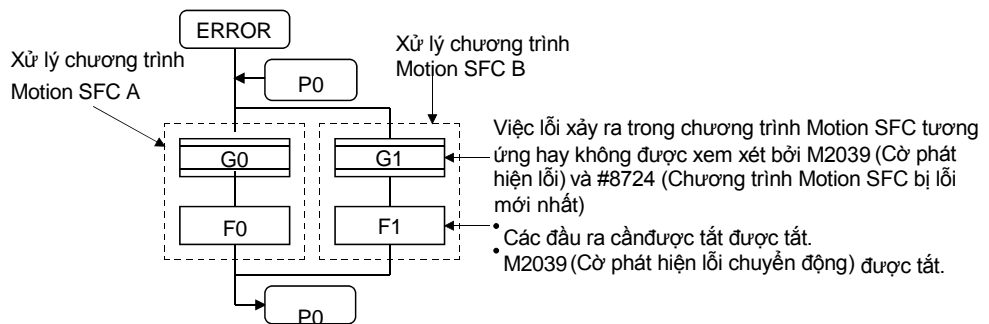 ERROR
P0
Xử lý chương trình
Motion SFC A
Xử lý chương trình
Motion SFC B
G0
G1
F0
F1
P0
Việc lỗi xảy ra trong chương trình Motion SFC tương
ứng hay không được xem xét bởi M2039 (Cờ phát
hiện lỗi) và #8724 (Chương trình Motion SFC bị lỗi
mới nhất)
• Các đầu ra cầnđược tắt được tắt.
• M2039 (Cờ phát hiện lỗi chuyển động) được tắt.